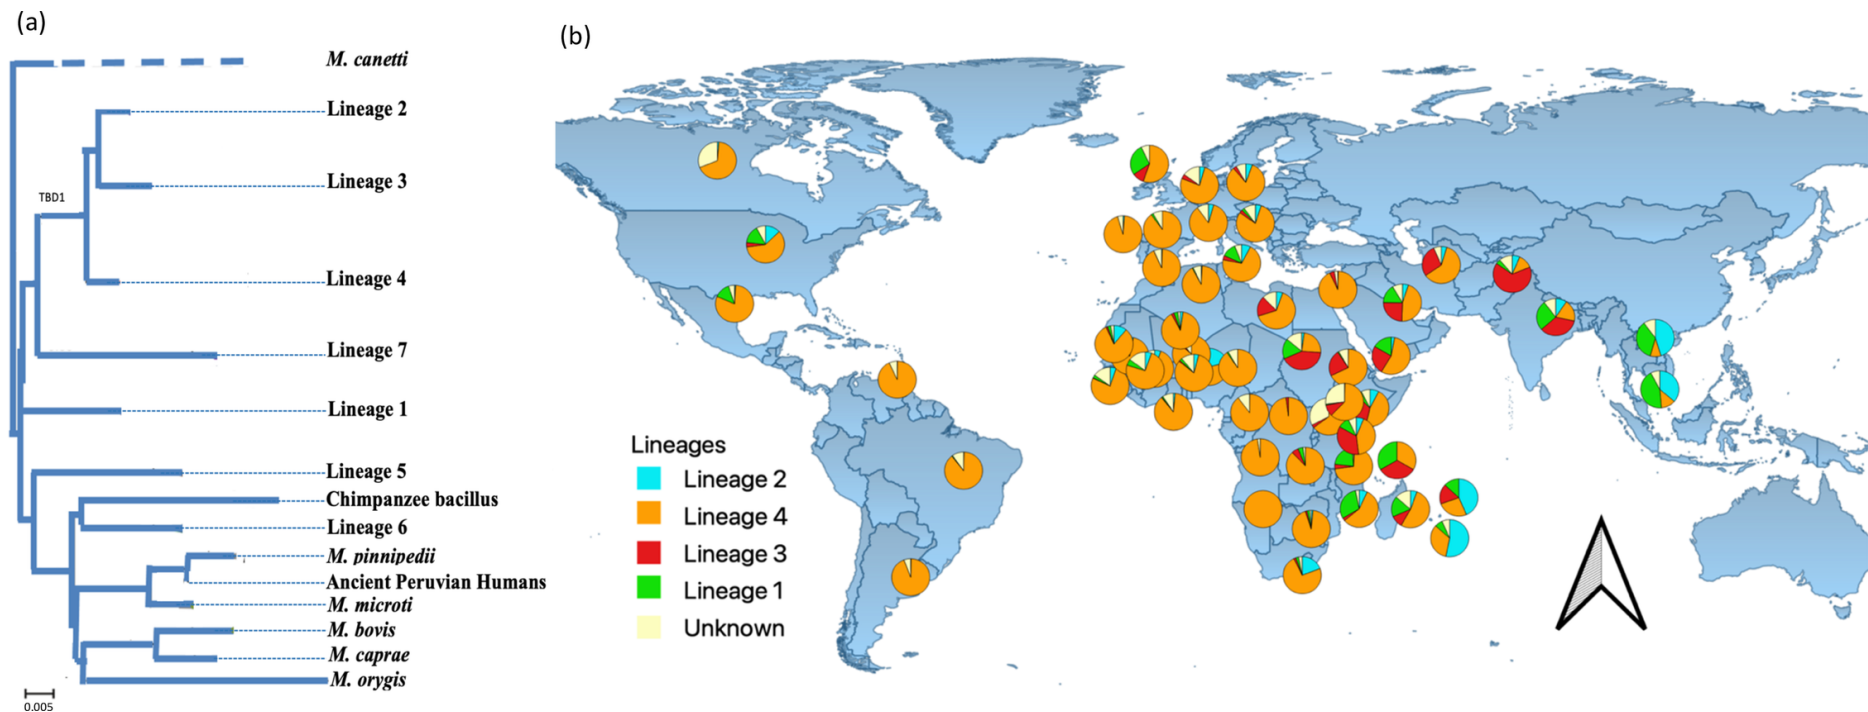 (a)
M. canetti
Lineage 2
Lineage 3
TBD1
Lineage 4
Lineage 7
Lineage 1
Lineage 5
Chimpanzee bacillus
Lineage 6
M. pinnipedii
Ancient Peruvian Humans
M. microti
M. bovis
M. caprae
M. orygis
0.005
(b)
Lineages
Lineage 2
Lineage 4
Lineage 3
Lineage 1
Unknown